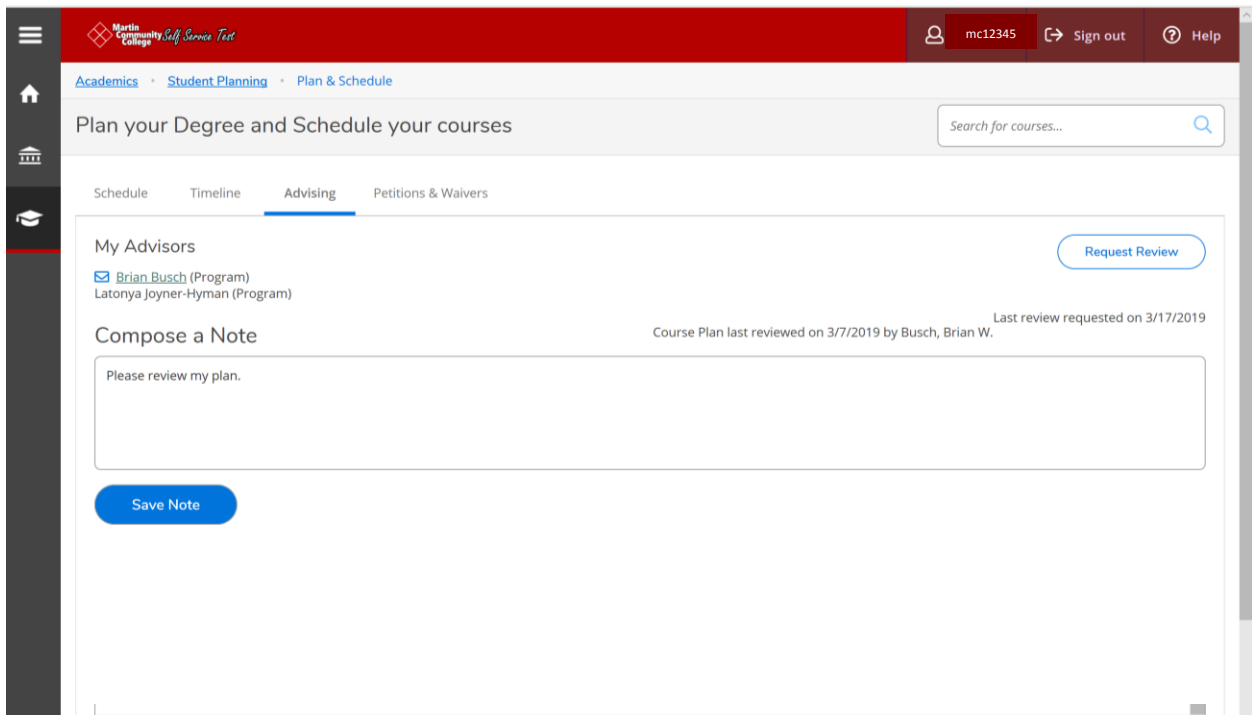 Martin
Community
College
Self Service Test
mc12345
Sign out
Help
Academics
Student Planning
Plan & Schedule
Plan your Degree and Schedule your courses
Search for courses...
Schedule
Timeline
Advising
Petitions & Waivers
My Advisors
Request Review
Brian Busch (Program)
Latonya Joyner-Hyman (Program)
Last review requested on 3/17/2019
Compose a Note
Course Plan last reviewed on 3/7/2019 by Busch, Brian W.
Please review my plan.
Save Note